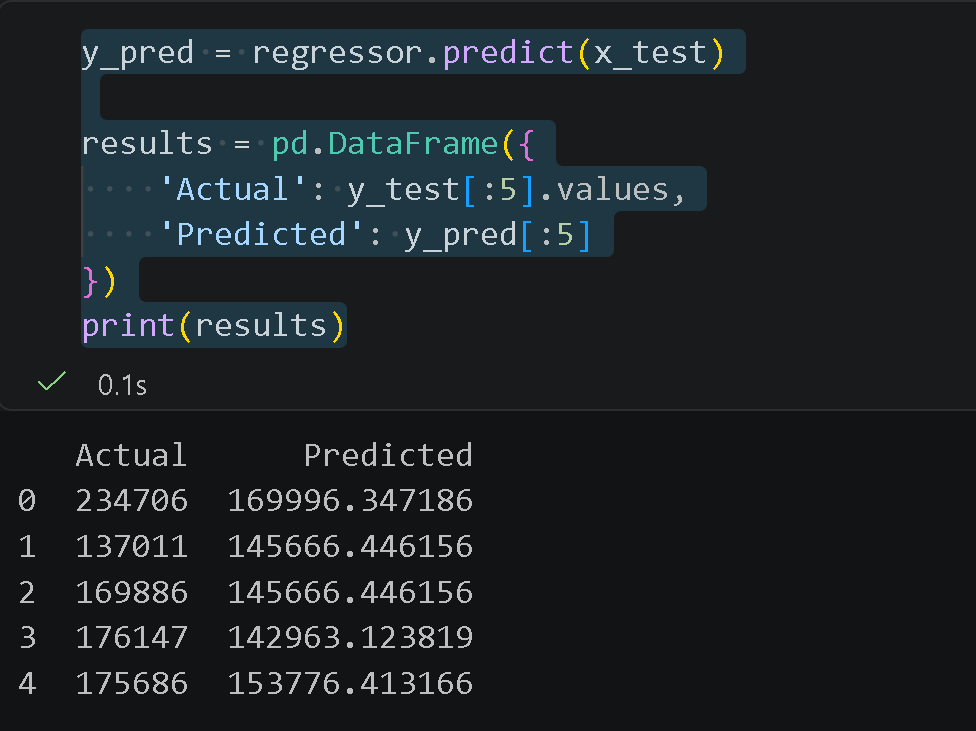 y_pred = regressor.predict(x_test)
results = pd.DataFrame({
    'Actual': y_test[:5].values,
    'Predicted': y_pred[:5]
})
print(results)
0.1s
   Actual      Predicted
0  234706  169996.347186
1  137011  145666.446156
2  169886  145666.446156
3  176147  142963.123819
4  175686  153776.413166